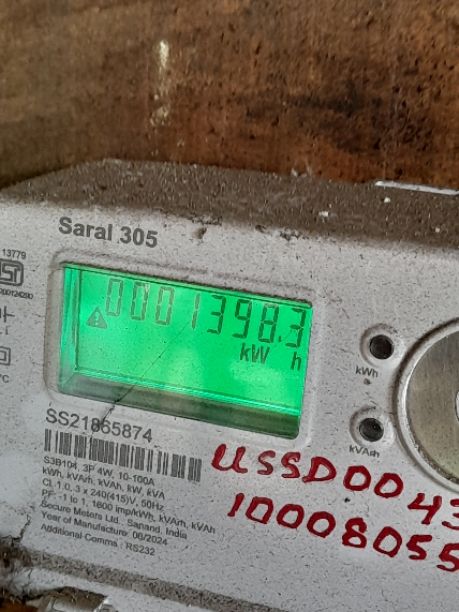 Saral 305
13779
0001398.3
kW h
kWh
kVArh
SS21865874
S3B104, 3P 4W, 10-100A
kWh, kVArh, kVAh, kW, kVA
Cl. 1.0, 3 x 240(415)V, 50Hz
PF -1 to 1, 1600 imp/kWh, kVArh, kVAh
Secure Meters Ltd., Sanand, India
Year of Manufacture: 06/2024
Additional Comms : RS232
USSD0043
10008055